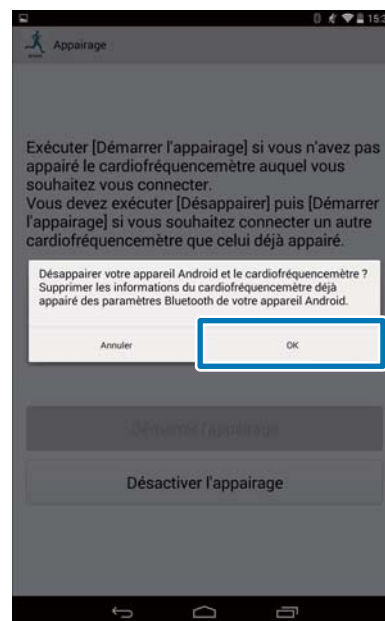 15:3
Appairage
Exécuter [Démarrer l'appairage] si vous n'avez pas
appairé le cardiofréquencemètre auquel vous
souhaitez vous connecter.
Vous devez exécuter [Désappairer] puis [Démarrer
l'appairage] si vous souhaitez connecter un autre
cardiofréquencemètre que celui déjà appairé.
Désappairer votre appareil Android et le cardiofréquencemètre ?
Supprimer les informations du cardiofréquencemètre déjà
appairé des paramètres Bluetooth de votre appareil Android.
Annuler OK
Démarrer l'appairage
Désactiver l'appairage